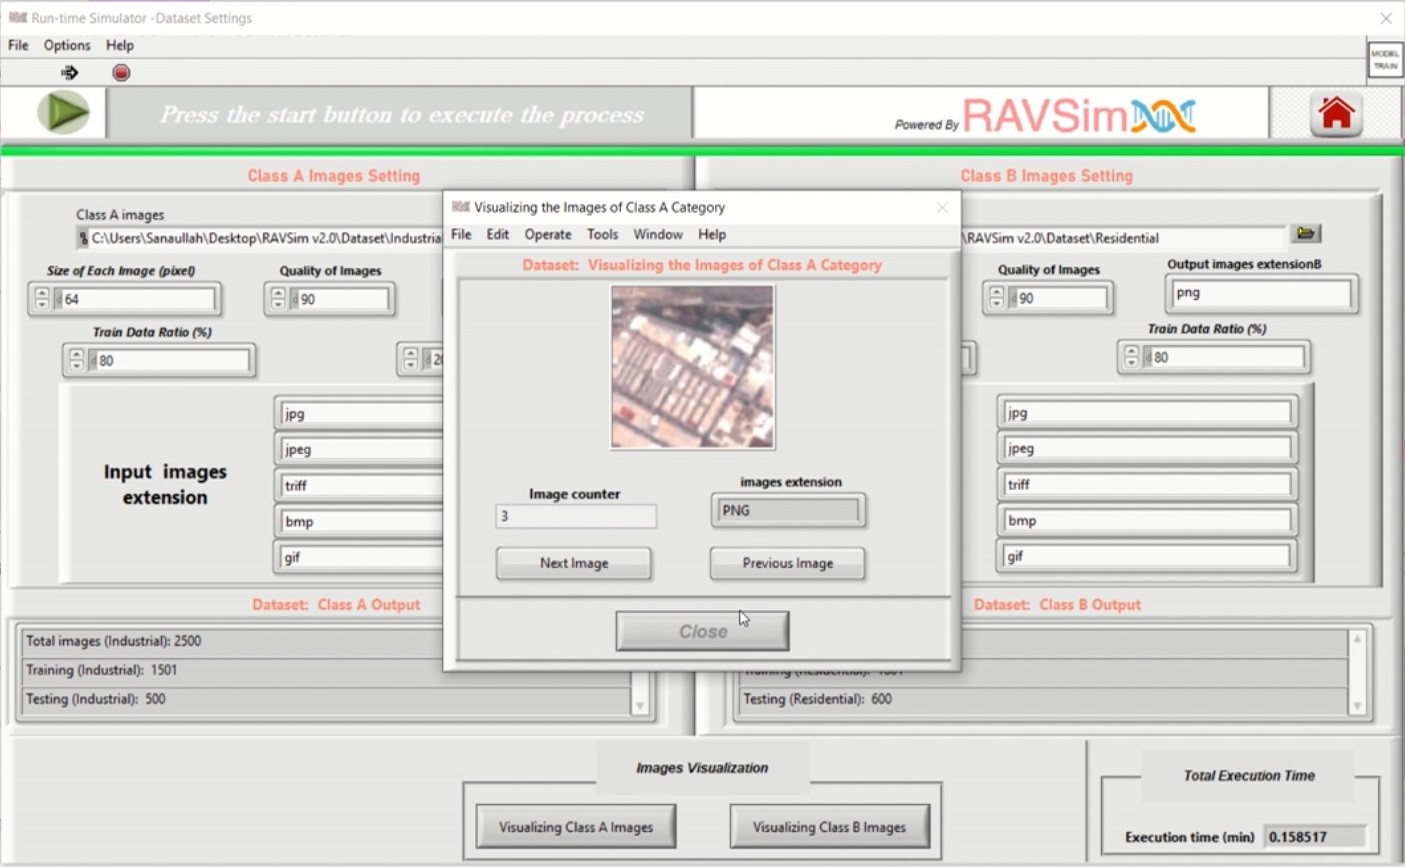 Run-time Simulator -Dataset Settings
File Options Help
MODEL
TRAIN
Press the start button to execute the process
Powered By RAVSim
Class A Images Setting
Class A images
C:\Users\Sanaullah\Desktop\RAVSim v2.0\Dataset\Industria
Size of Each Image (pixel)
Quality of Images
64
90
Train Data Ratio (%)
80
20
Input images
extension
jpg
jpeg
triff
bmp
gif
Dataset: Class A Output
Total images (Industrial): 2500
Training (Industrial): 1501
Testing (Industrial): 500
Visualizing the Images of Class A Category
File Edit Operate Tools Window Help
Dataset: Visualizing the Images of Class A Category
Image counter
3
images extension
PNG
Next Image
Previous Image
Close
Class B Images Setting
\RAVSim v2.0\Dataset\Residential
Quality of Images
90
Output images extensionB
png
Train Data Ratio (%)
80
jpg
jpeg
triff
bmp
gif
Dataset: Class B Output
Testing (Residential): 600
Images Visualization
Visualizing Class A Images
Visualizing Class B Images
Total Execution Time
Execution time (min) 0.158517